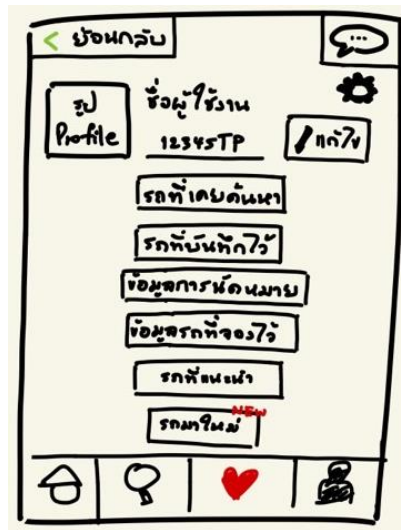 < ย้อนกลับ
รูป
Profile
ชื่อผู้ใช้งาน
12345TP
แก้ไข
รถที่เคยค้นหา
รถที่บันทึกไว้
ข้อมูลการนัดหมาย
ข้อมูลรถที่จองไว้
รถที่แนะนำ
รถมาใหม่
NEW